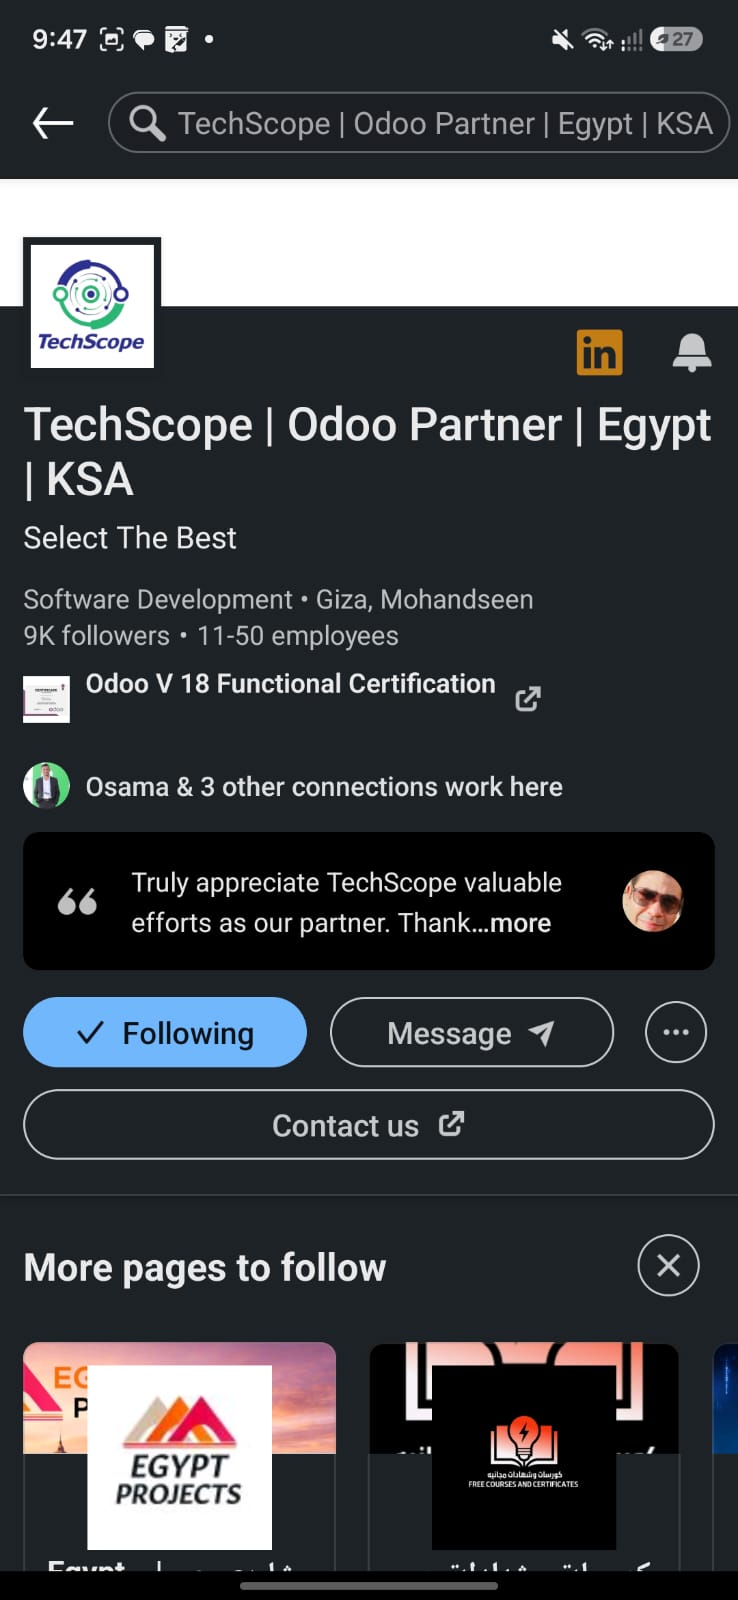 9:47
27
TechScope | Odoo Partner | Egypt | KSA
TechScope
in
TechScope | Odoo Partner | Egypt
| KSA
Select The Best
Software Development • Giza, Mohandseen
9K followers • 11-50 employees
Odoo V 18 Functional Certification
Osama & 3 other connections work here
Truly appreciate TechScope valuable
efforts as our partner. Thank...more
Following
Message
Contact us
More pages to follow
EGYPT
PROJECTS
كورسات وشهادات مجانيه
FREE COURSES AND CERTIFICATES
Egypt